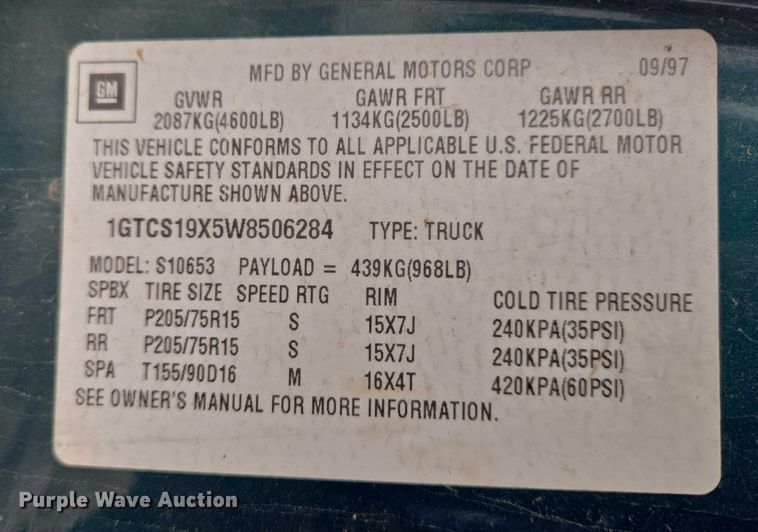 GM
MFD BY GENERAL MOTORS CORP 09/97
GVWR GAWR FRT GAWR RR
2087KG(4600LB) 1134KG(2500LB) 1225KG(2700LB)
THIS VEHICLE CONFORMS TO ALL APPLICABLE U.S. FEDERAL MOTOR
VEHICLE SAFETY STANDARDS IN EFFECT ON THE DATE OF
MANUFACTURE SHOWN ABOVE.
1GTCS19X5W8506284 TYPE: TRUCK
MODEL: S10653 PAYLOAD = 439KG(968LB)
SPBX TIRE SIZE SPEED RTG RIM COLD TIRE PRESSURE
FRT P205/75R15 S 15X7J 240KPA(35PSI)
RR P205/75R15 S 15X7J 240KPA(35PSI)
SPA T155/90D16 M 16X4T 420KPA(60PSI)
SEE OWNER'S MANUAL FOR MORE INFORMATION.
Purple Wave Auction